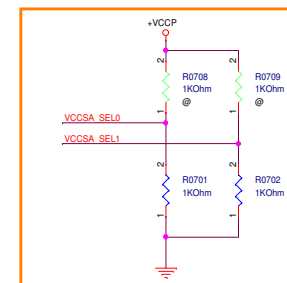 +VCCP
2
2
R0708
1KOhm
@
R0709
1KOhm
@
1
1
VCCSA_SEL0
VCCSA_SEL1
2
2
R0701
1KOhm
R0702
1KOhm
1
1